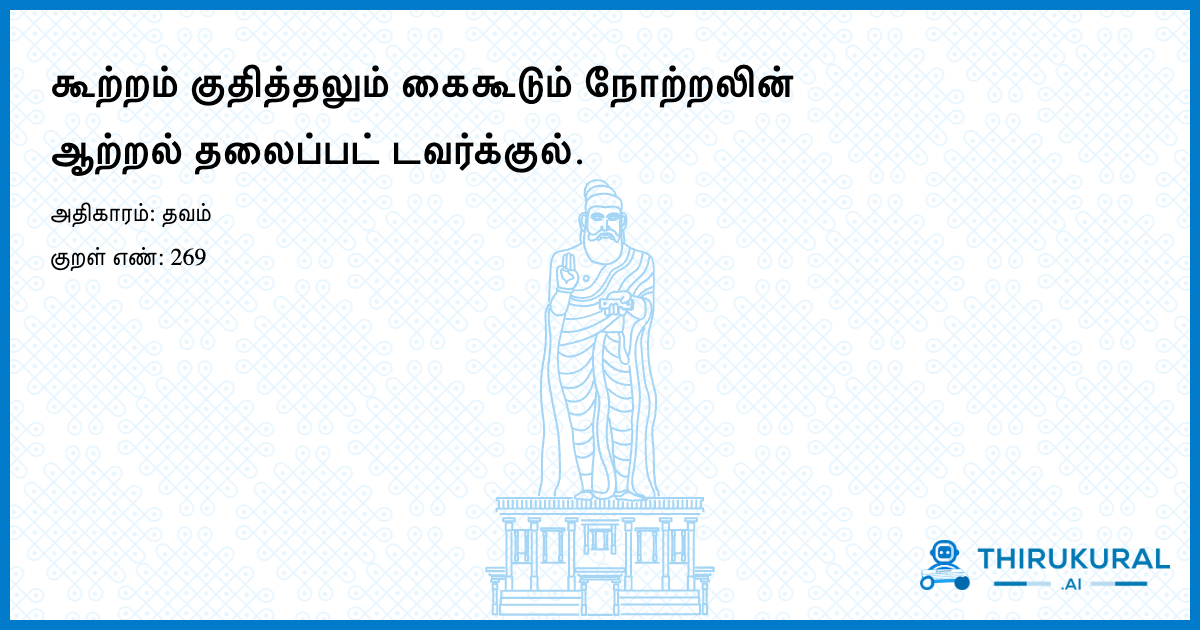 கூற்றம் குதித்தலும் கைகூடும் நோற்றலின்
ஆற்றல் தலைப்பட் டவர்க்குல்.
அதிகாரம்: தவம்
குறள் எண்: 269
THIRUKURAL
.AI